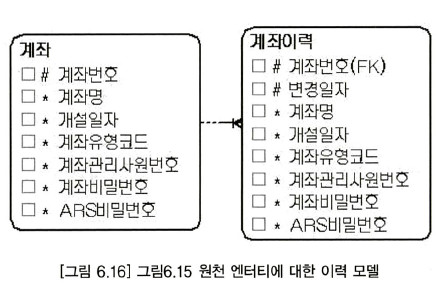 계좌
□ # 계좌번호
□ * 계좌명
□ * 개설일자
□ * 계좌유형코드
□ * 계좌관리사원번호
□ * 계좌비밀번호
□ * ARS비밀번호
계좌이력
□ # 계좌번호(FK)
□ # 변경일자
□ * 계좌명
□ * 개설일자
□ * 계좌유형코드
□ * 계좌관리사원번호
□ * 계좌비밀번호
□ * ARS비밀번호
[그림 6.16] 그림6.15 원천 엔터티에 대한 이력 모델